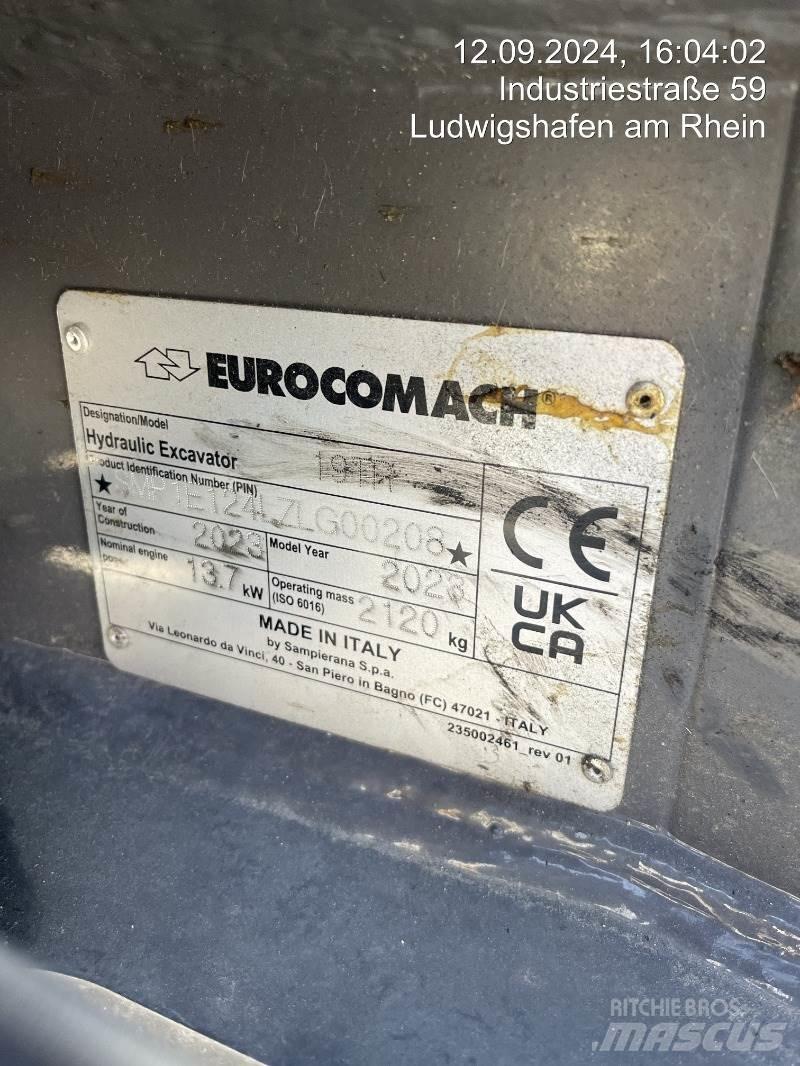 12.09.2024, 16:04:02
Industriestraße 59
Ludwigshafen am Rhein
EUROCOMACH®
Designation/Model
Hydraulic Excavator 19TR
Product Identification Number (PIN)
★ SMP1E124LZLG00208 ★
Year of Construction 2023
Model Year 2023
Nominal engine power 13.7 kW
Operating mass (ISO 6016) 2120 kg
CE
UK
CA
MADE IN ITALY
by Sampierana S.p.a.
Via Leonardo da Vinci, 40 - San Piero in Bagno (FC) 47021 - ITALY
235002461_rev 01
RITCHIE BROS.
MASCUS